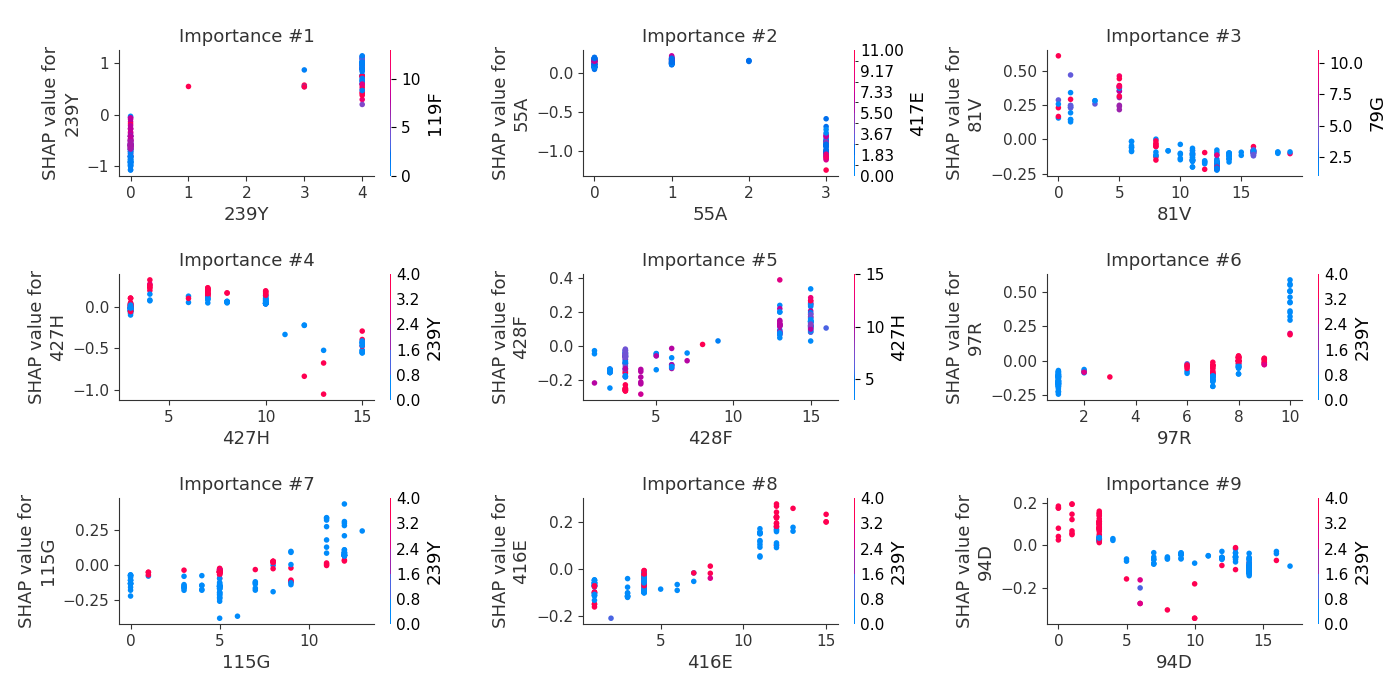 Importance #1
SHAP value for
239Y
1
0
−1
0
1
2
3
4
239Y
10
5
0
119F
Importance #2
SHAP value for
55A
0.0
−0.5
−1.0
0
1
2
3
55A
11.00
9.17
7.33
5.50
3.67
1.83
0.00
417E
Importance #3
SHAP value for
81V
0.50
0.25
0.00
−0.25
0
5
10
15
81V
10.0
7.5
5.0
2.5
79G
Importance #4
SHAP value for
427H
0.0
−0.5
−1.0
5
10
15
427H
4.0
3.2
2.4
1.6
0.8
0.0
239Y
Importance #5
SHAP value for
428F
0.4
0.2
0.0
−0.2
5
10
15
428F
15
10
5
427H
Importance #6
SHAP value for
97R
0.50
0.25
0.00
−0.25
2
4
6
8
10
97R
4.0
3.2
2.4
1.6
0.8
0.0
239Y
Importance #7
SHAP value for
115G
0.25
0.00
−0.25
0
5
10
115G
4.0
3.2
2.4
1.6
0.8
0.0
239Y
Importance #8
SHAP value for
416E
0.2
0.0
−0.2
5
10
15
416E
4.0
3.2
2.4
1.6
0.8
0.0
239Y
Importance #9
SHAP value for
94D
0.2
0.0
−0.2
0
5
10
15
94D
4.0
3.2
2.4
1.6
0.8
0.0
239Y